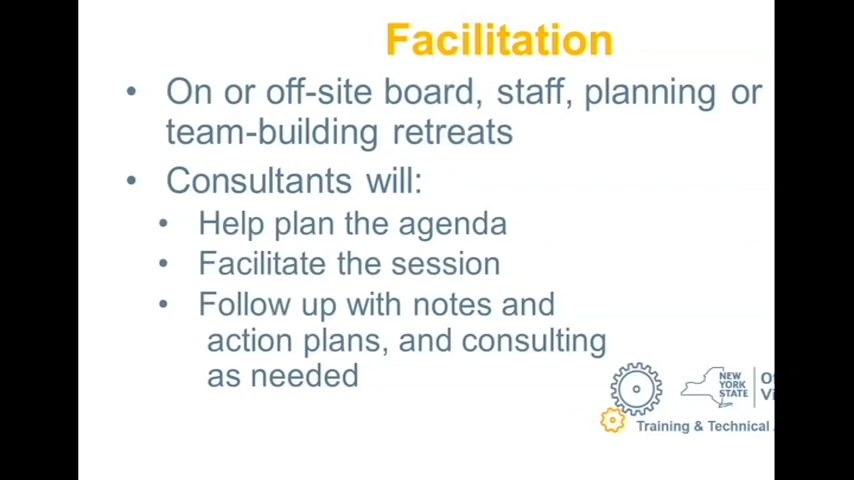 Facilitation
• On or off-site board, staff, planning or
team-building retreats
• Consultants will:
• Help plan the agenda
• Facilitate the session
• Follow up with notes and
action plans, and consulting
as needed
NEW
YORK
STATE
Training & Technical